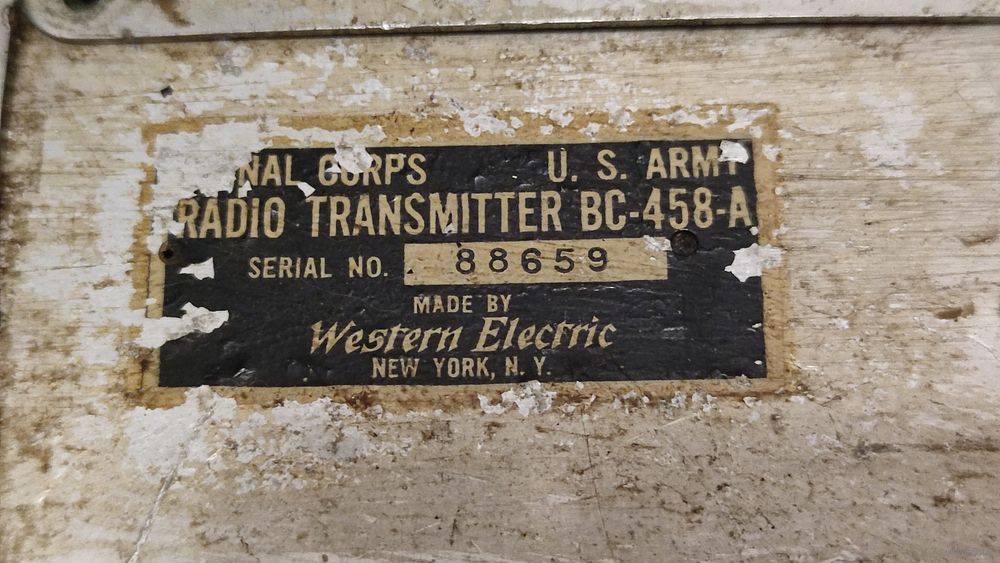 NAL CORPS U. S. ARMY
RADIO TRANSMITTER BC-458-A
SERIAL NO. 88659
MADE BY
Western Electric
NEW YORK, N. Y.